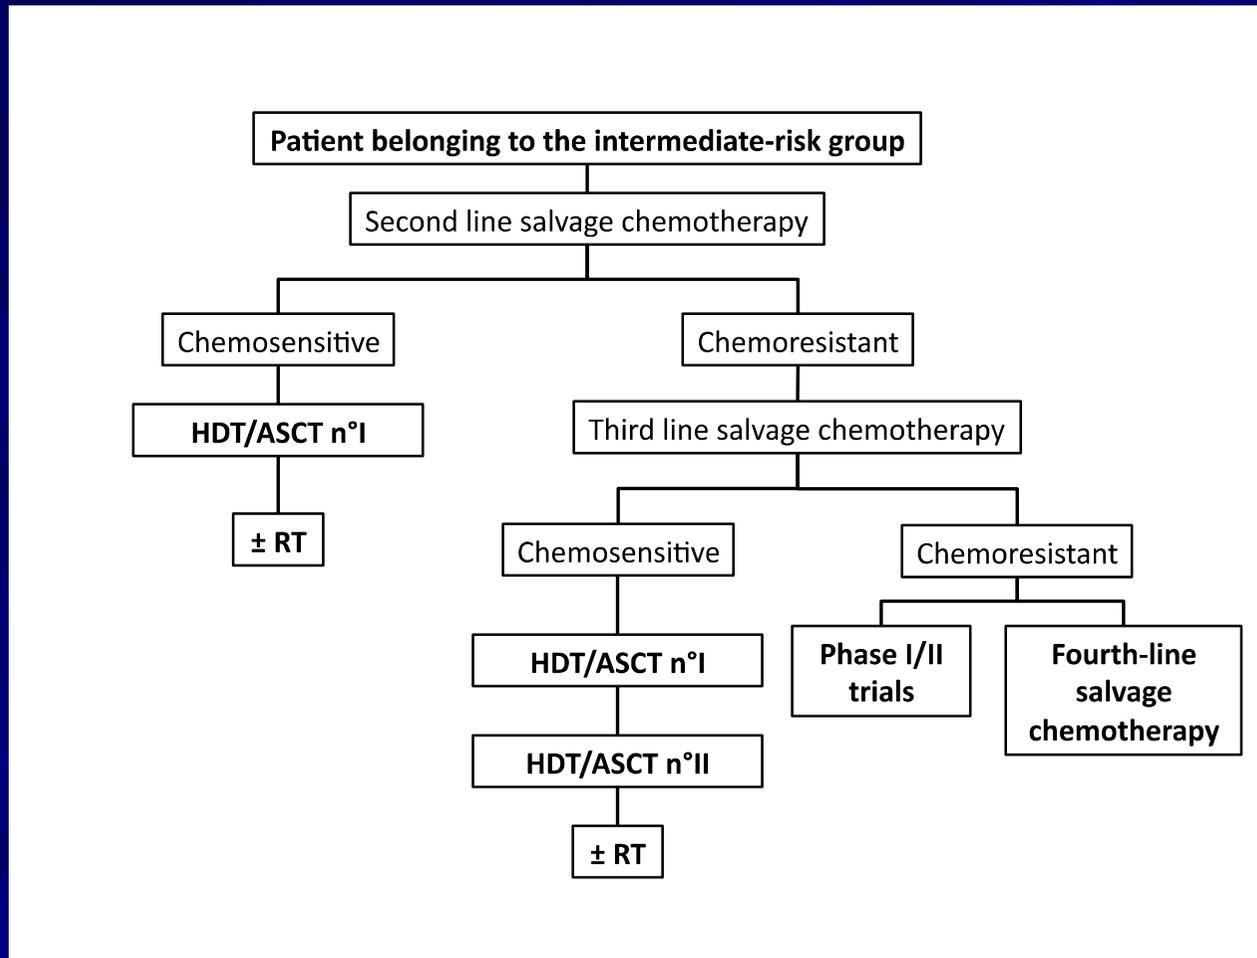 Patient belonging to the intermediate-risk group
Second line salvage chemotherapy
Chemosensitive
Chemoresistant
HDT/ASCT n°I
Third line salvage chemotherapy
± RT
Chemosensitive
Chemoresistant
HDT/ASCT n°I
Phase I/II
trials
Fourth-line
salvage
chemotherapy
HDT/ASCT n°II
± RT